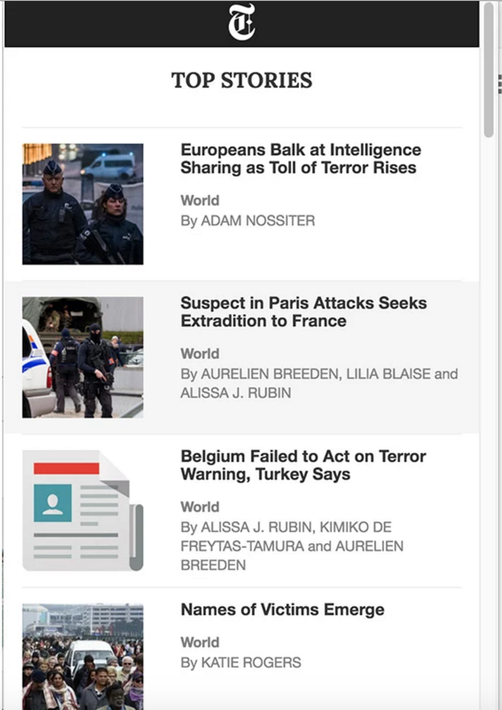 T
TOP STORIES
Europeans Balk at Intelligence
Sharing as Toll of Terror Rises
World
By ADAM NOSSITER
Suspect in Paris Attacks Seeks
Extradition to France
World
By AURELIEN BREEDEN, LILIA BLAISE and
ALISSA J. RUBIN
Belgium Failed to Act on Terror
Warning, Turkey Says
World
By ALISSA J. RUBIN, KIMIKO DE
FREYTAS-TAMURA and AURELIEN
BREEDEN
Names of Victims Emerge
World
By KATIE ROGERS